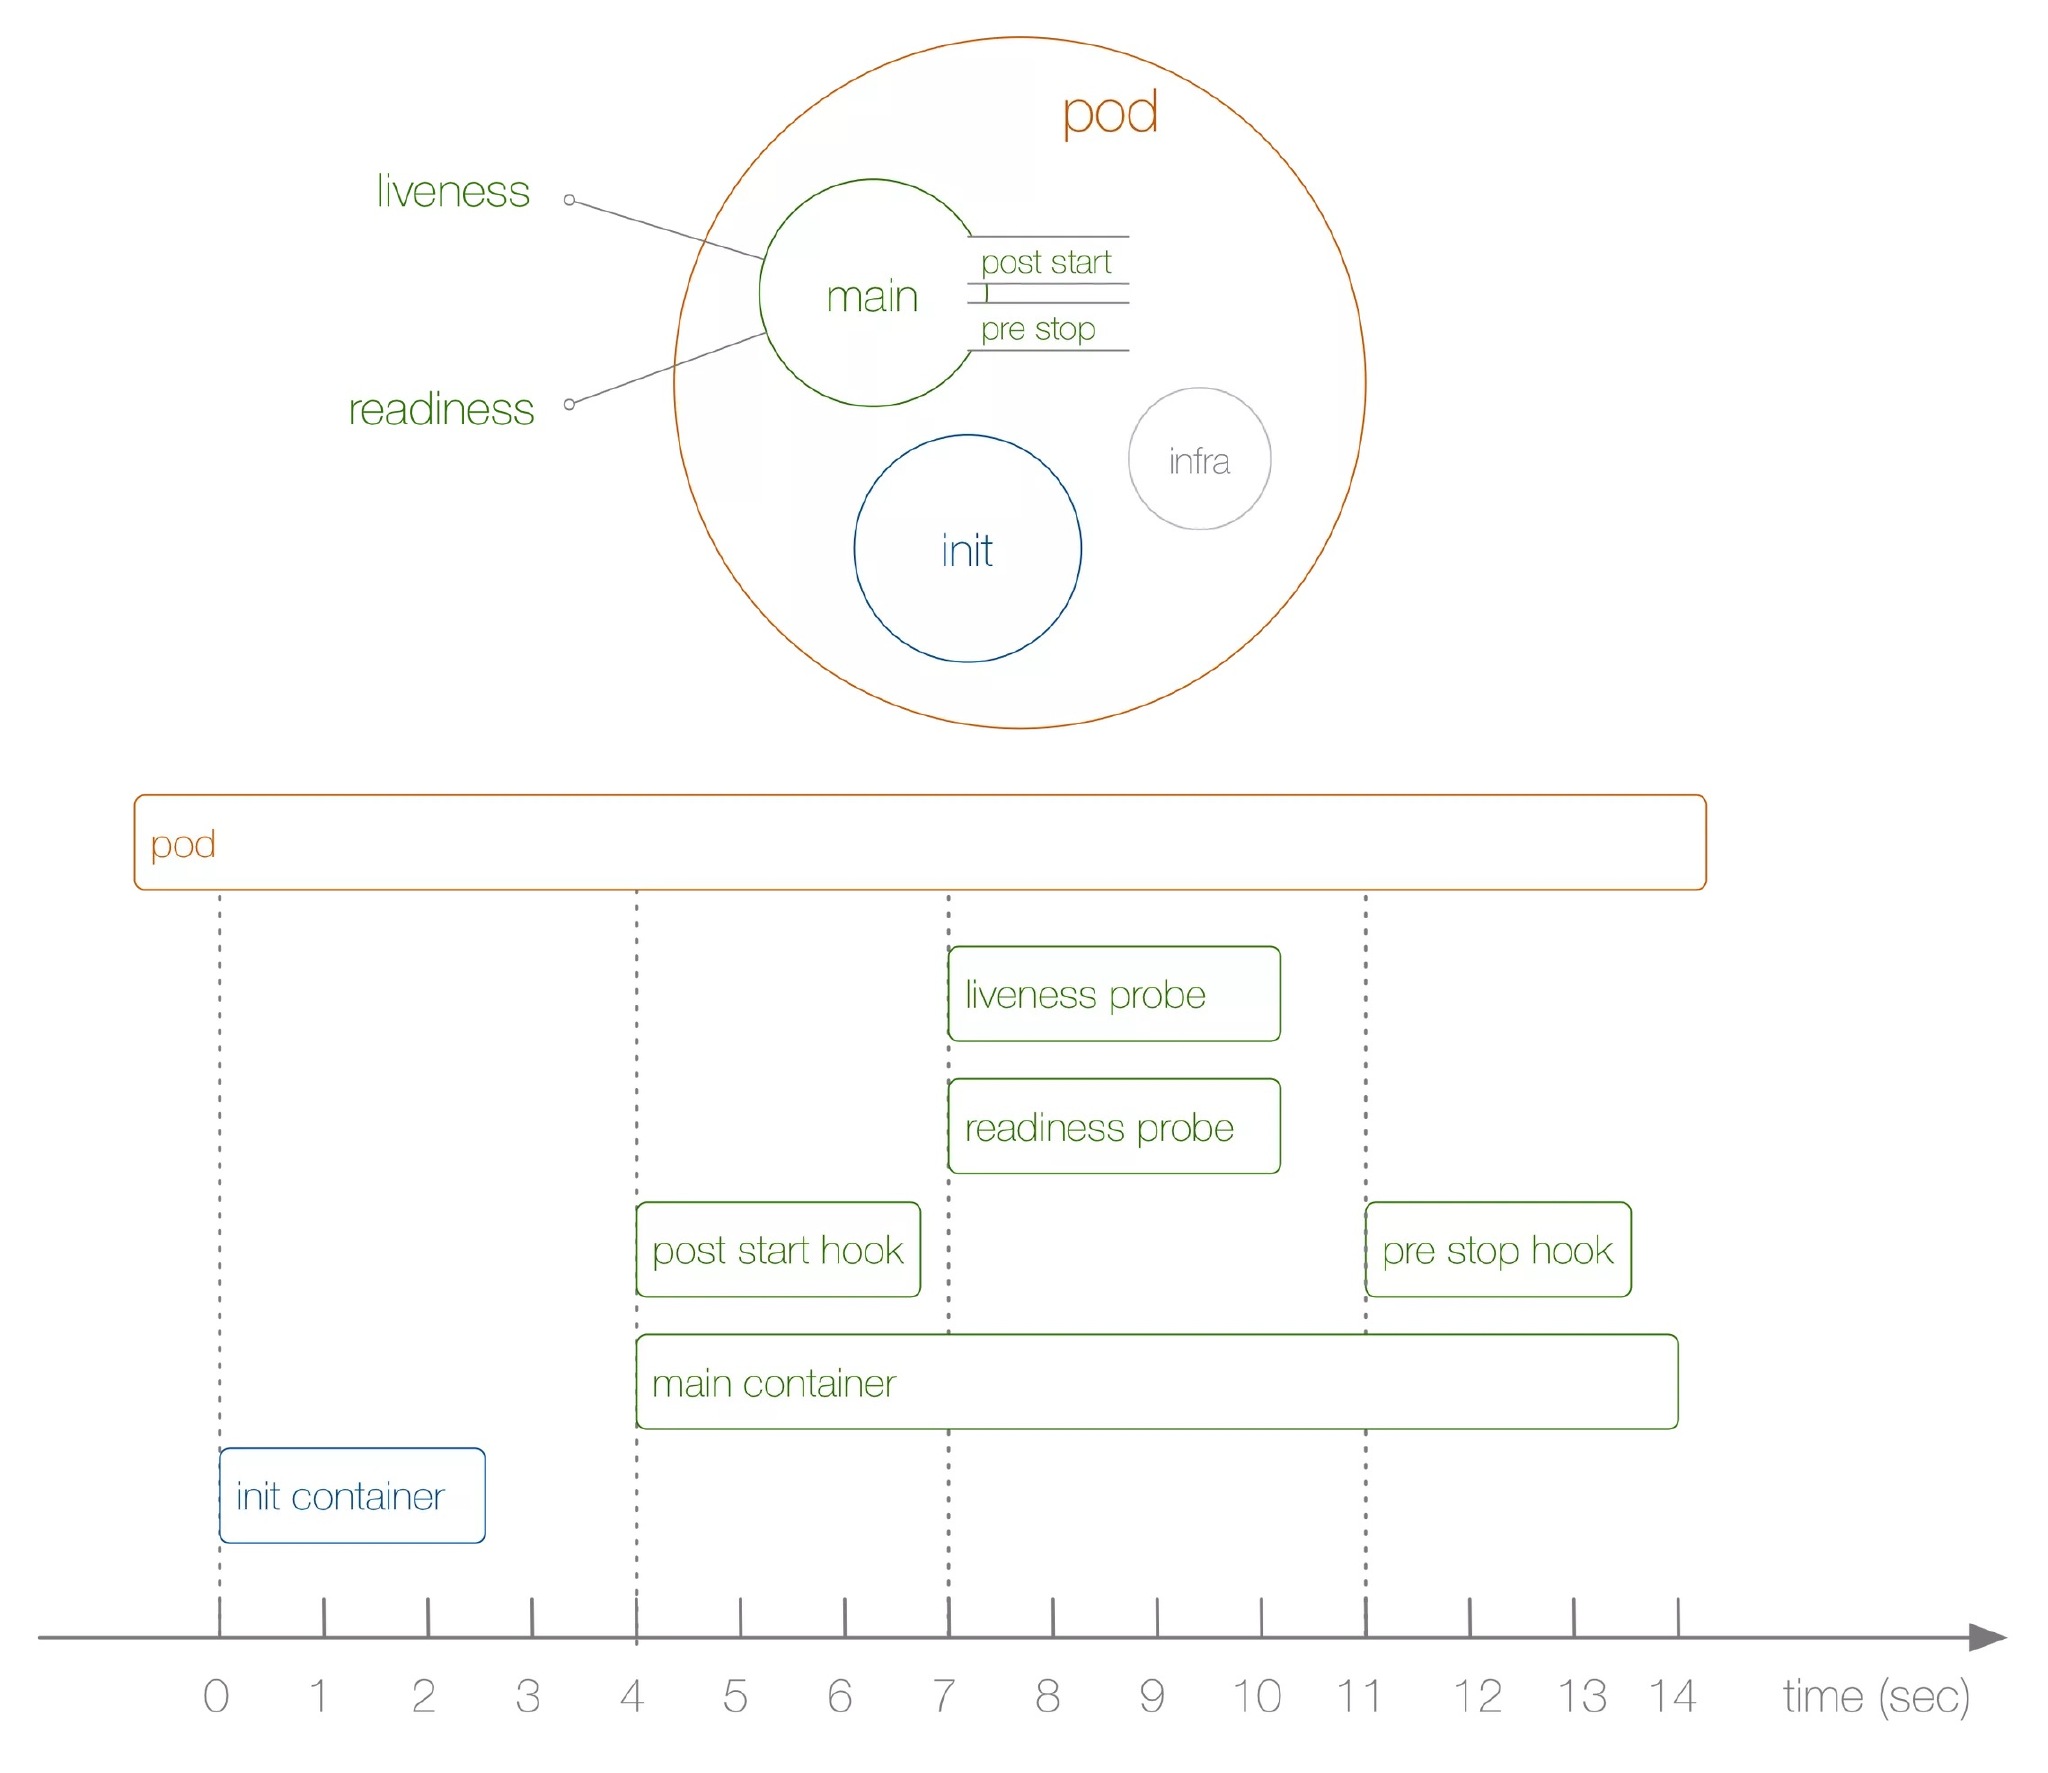 pod
liveness
post start
main
pre stop
readiness
infra
init
pod
liveness probe
readiness probe
post start hook
pre stop hook
main container
init container
0 1 2 3 4 5 6 7 8 9 10 11 12 13 14 time (sec)